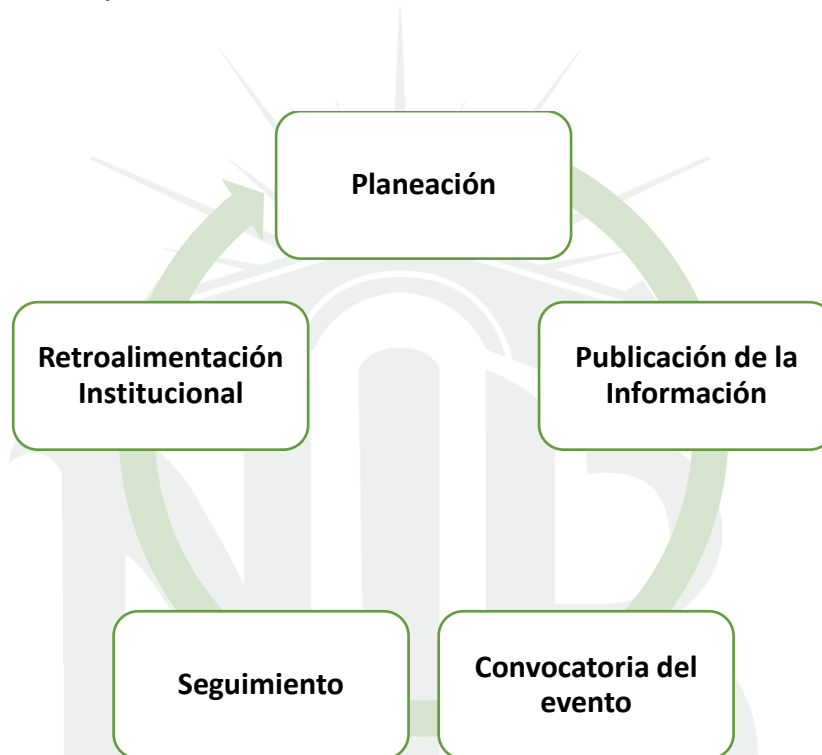 Planeación
Publicación de la
Información
Convocatoria del
evento
Seguimiento
Retroalimentación
Institucional